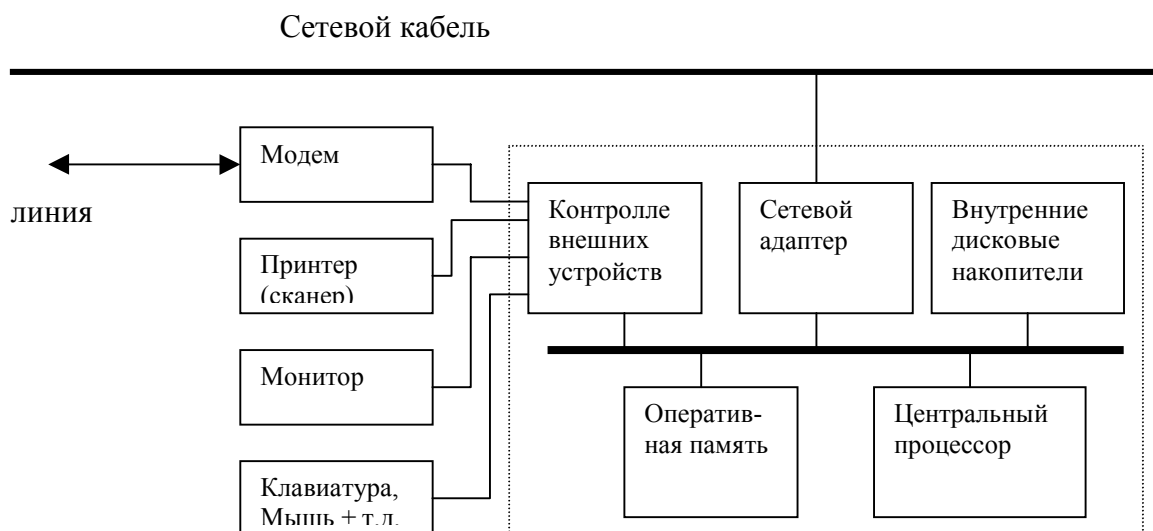 Сетевой кабель
Модем
линия
Контролле
внешних
устройств
Сетевой
адаптер
Внутренние
дисковые
накопители
Принтер
(сканер)
Монитор
Оператив-
ная память
Центральный
процессор
Клавиатура,
Мышь + т.д.